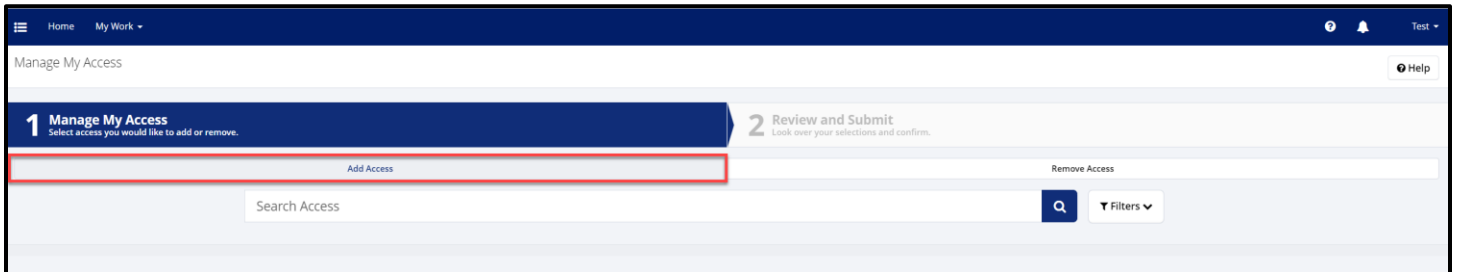 Home My Work Test
Manage My Access
Help
1 Manage My Access
Select access you would like to add or remove.
2 Review and Submit
Look over your selections and confirm.
Add Access Remove Access
Search Access Filters